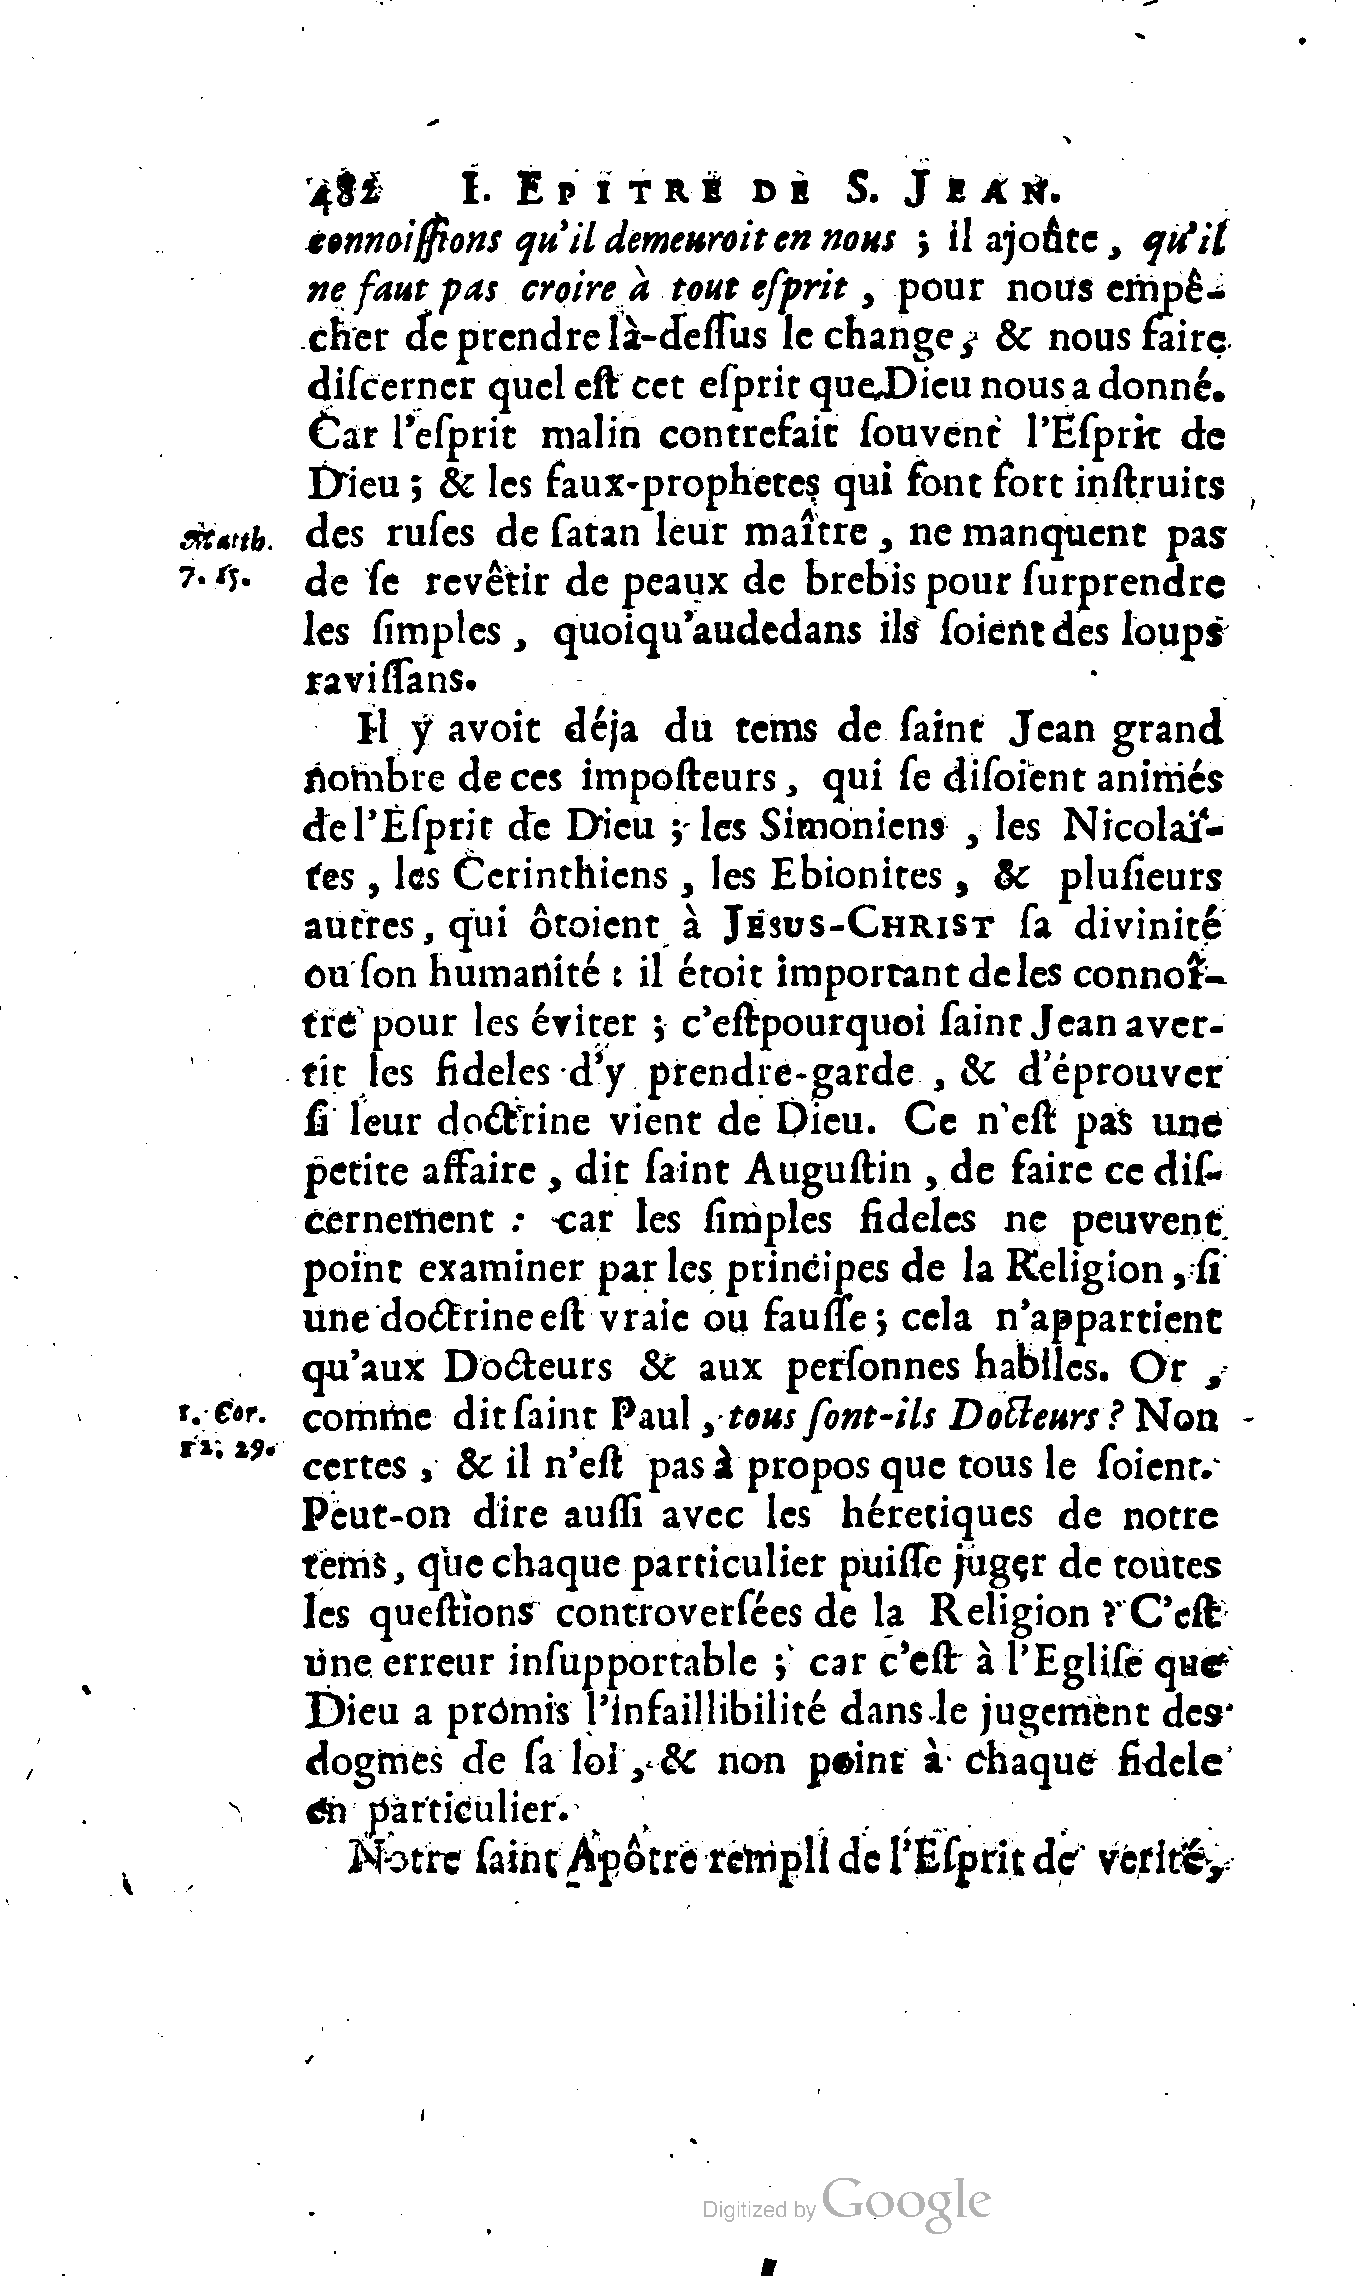 482 I. EPITRE DE S. JEAN.
connoiſſions qu'il demeuroit en nous ; il ajoûte , qu'il
ne faut pas croire à tout eſprit , pour nous empê-
cher de prendre là-deſſus le change , & nous faire
diſcerner quel eſt cet eſprit que Dieu nous a donné.
Car l'eſprit malin contrefait ſouvent l'Eſprit de
Dieu ; & les faux-prophetes qui ſont fort inſtruits
Matth. des ruſes de ſatan leur maître , ne manquent pas
7. 15. de ſe revêtir de peaux de brebis pour ſurprendre
les ſimples , quoiqu'audedans ils ſoient des loups
raviſſans.
Il y avoit déja du tems de ſaint Jean grand
nombre de ces impoſteurs , qui ſe diſoient animés
de l'Eſprit de Dieu ; les Simoniens , les Nicolaï-
tes , les Cerinthiens , les Ebionites , & pluſieurs
autres , qui ôtoient à JESUS-CHRIST ſa divinité
ou ſon humanité : il étoit important de les connoî-
tre pour les éviter ; c'eſtpourquoi ſaint Jean aver-
tit les fideles d'y prendre-garde , & d'éprouver
ſi leur doctrine vient de Dieu. Ce n'eſt pas une
petite affaire , dit ſaint Auguſtin , de faire ce diſ-
cernement : car les ſimples fideles ne peuvent
point examiner par les principes de la Religion , ſi
une doctrine eſt vraie ou fauſſe ; cela n'appartient
qu'aux Docteurs & aux perſonnes habiles. Or ,
1. Cor. comme dit ſaint Paul , tous ſont-ils Docteurs ? Non
12. 29. certes , & il n'eſt pas à propos que tous le ſoient.
Peut-on dire auſſi avec les héretiques de notre
tems , que chaque particulier puiſſe juger de toutes
les queſtions controverſées de la Religion ? C'eſt
une erreur inſupportable ; car c'eſt à l'Egliſe que
Dieu a promis l'infaillibilité dans le jugement des
dogmes de ſa loi , & non point à chaque fidele
en particulier.
Notre ſaint Apôtre rempli de l'Eſprit de verité ,
Digitized by Google